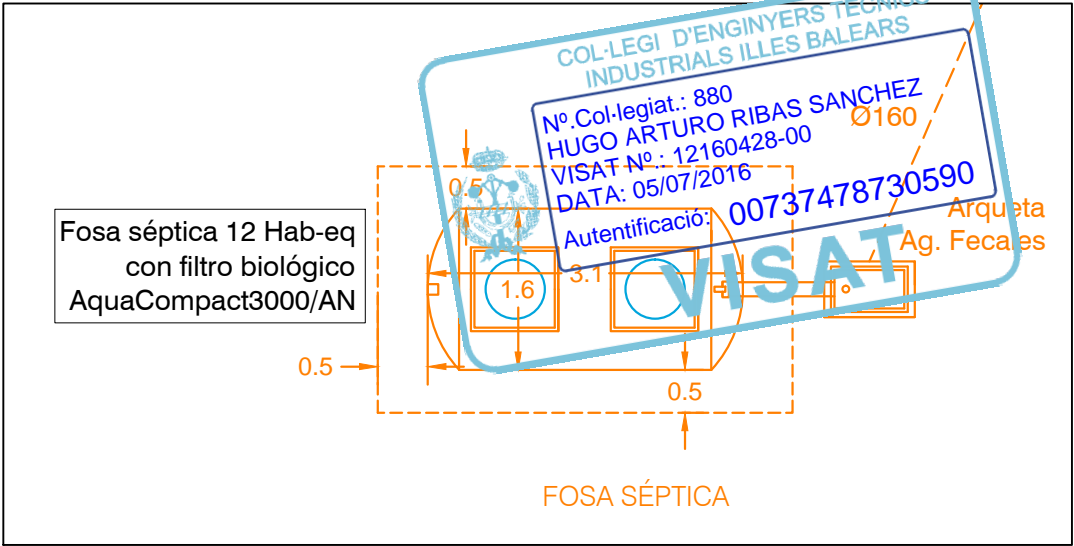 COL·LEGI D'ENGINYERS TÈCNICS
INDUSTRIALS ILLES BALEARS
Nº.Col·legiat.: 880
HUGO ARTURO RIBAS SANCHEZ
VISAT Nº.: 12160428-00
DATA: 05/07/2016
Autentificació: 00737478730590
VISAT
Ø160
Arqueta
Ag. Fecales
Fosa séptica 12 Hab-eq
con filtro biológico
AquaCompact3000/AN
0.5
3.1
1.6
0.5
0.5
FOSA SÉPTICA